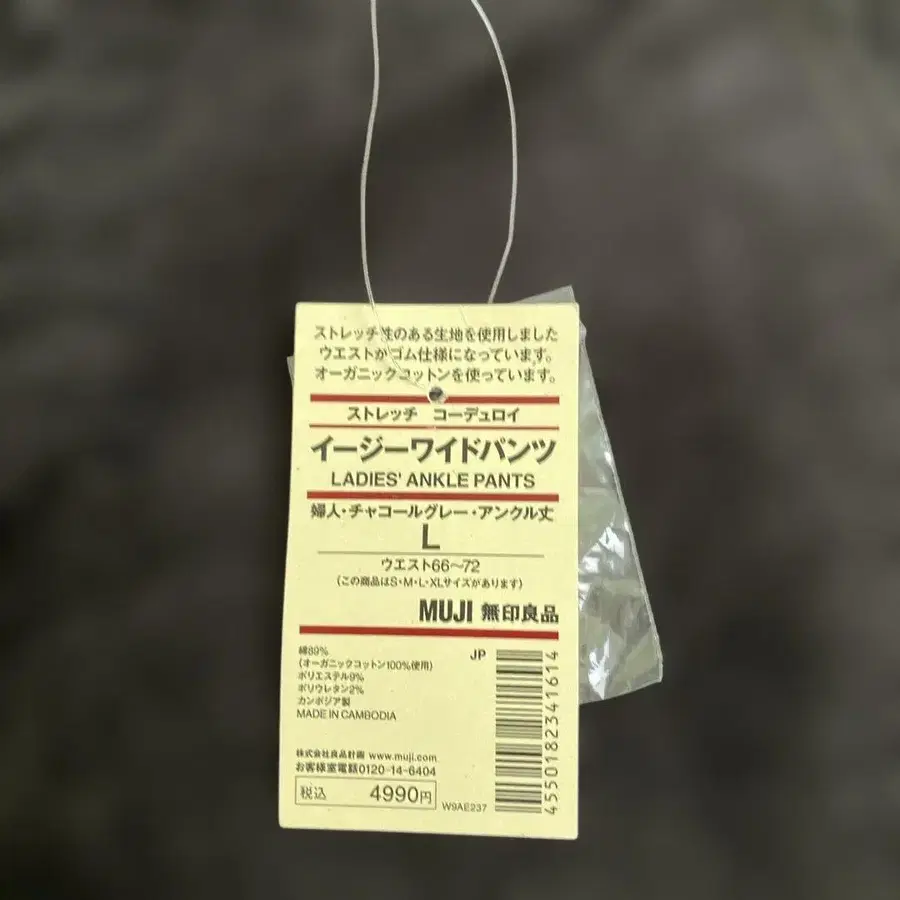 ストレッチ性のある生地を使用しました
ウエストがゴム仕様になっています。
オーガニックコットンを使っています。
ストレッチ コーデュロイ
イージーワイドパンツ
LADIES' ANKLE PANTS
婦人・チャコールグレー・アンクル丈
L
ウエスト66〜72
(この商品はS・M・L・XLサイズがあります)
MUJI 無印良品
綿89%
(オーガニックコットン100%使用)
ポリエステル9%
ポリウレタン2%
カンボジア製
MADE IN CAMBODIA
JP
4550182341614
株式会社良品計画 www.muji.com
お客様室電話0120-14-6404
税込 4990円
W9AE237